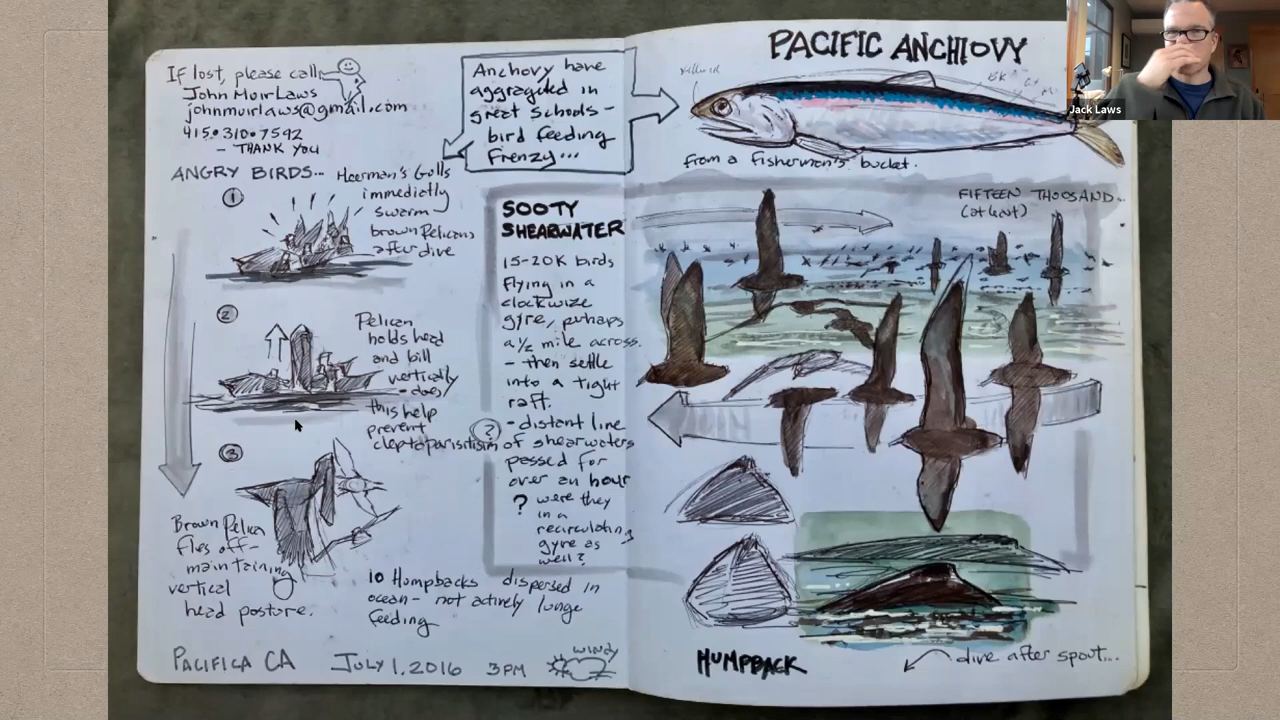 If lost, please call:
John Muir Laws
johnmuirlaws@gmail.com
415.310.7592
- THANK YOU
ANGRY BIRDS...
Heerman's Gulls
immediatly
swarm
brown Pelicans
after dive
1
2
Pelican
holds head
and bill
vertically
- does
this help
prevent
cleptoparisitisim
?
3
Brown Pelican
flies off-
maintaining
vertical
head posture.
10 Humpbacks dispersed in
ocean- not actively lunge
feeding
PACIFICA CA JULY 1, 2016 3PM WINDY
Anchovy have
aggragated in
great schools -
bird feeding
frenzy...
SOOTY
SHEARWATER
15-20K birds
flying in a
clockwize
gyre, perhaps
a 1/2 mile across.
- then settle
into a tight
raft.
- distant line
of shearwaters
passed for
over an hour
? were they
in a
recirculating
gyre as
well?
PACIFIC ANCHIOVY
BK
from a fisherman's bucket.
FIFTEEN THOUSAND...
(at least)
HUMPBACK
dive after spout...
Jack Laws